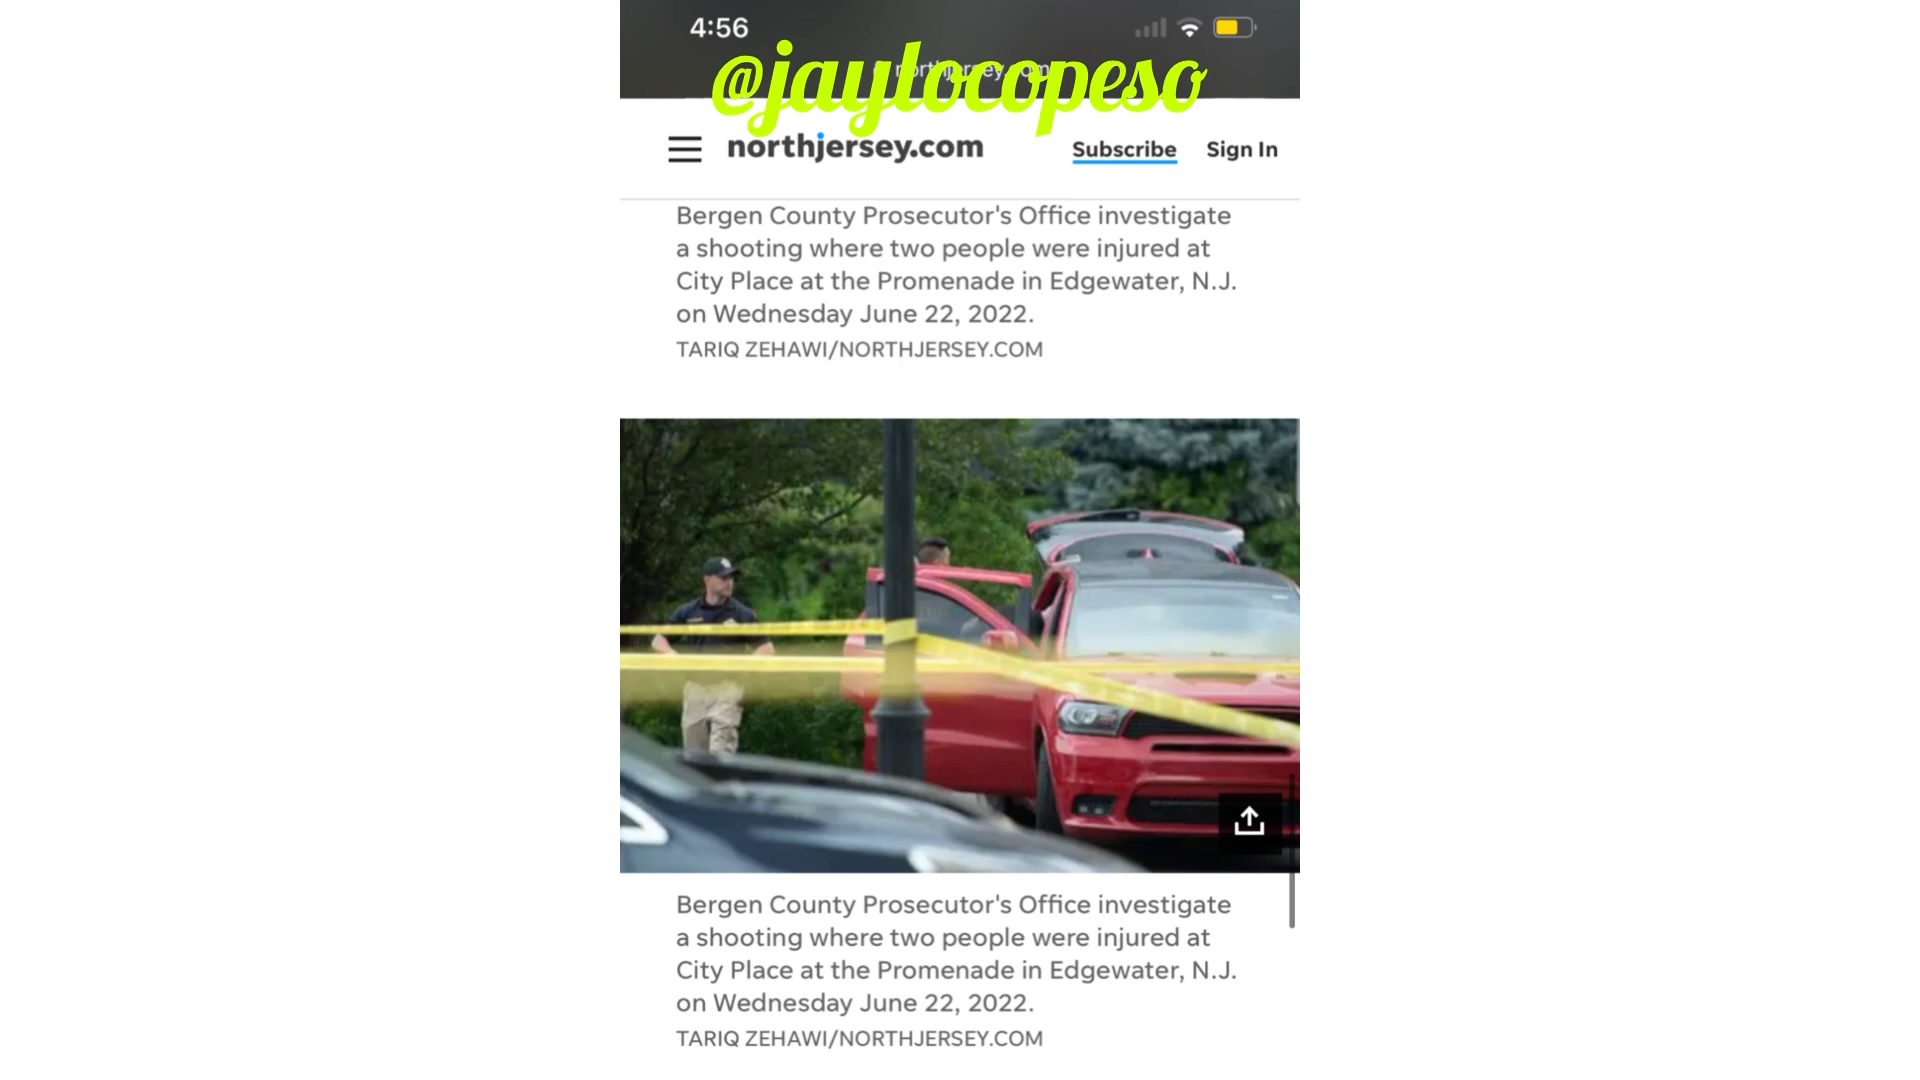 4:56
@jaylocopeso
northjersey.com
northjersey.com
Subscribe
Sign In
Bergen County Prosecutor's Office investigate
a shooting where two people were injured at
City Place at the Promenade in Edgewater, N.J.
on Wednesday June 22, 2022.
TARIQ ZEHAWI/NORTHJERSEY.COM
Bergen County Prosecutor's Office investigate
a shooting where two people were injured at
City Place at the Promenade in Edgewater, N.J.
on Wednesday June 22, 2022.
TARIQ ZEHAWI/NORTHJERSEY.COM